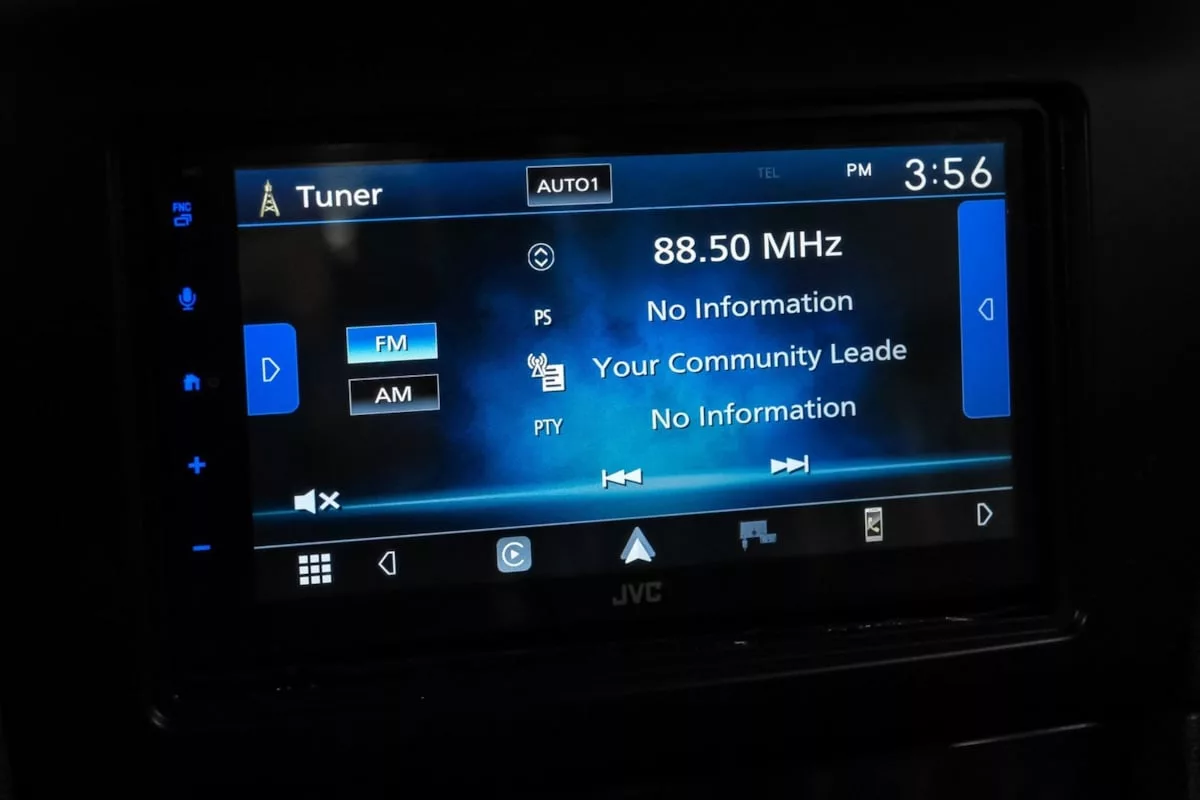 Tuner
AUTO1
TEL
PM 3:56
FNC
88.50 MHz
PS No Information
Your Community Leade
PTY No Information
FM
AM
JVC